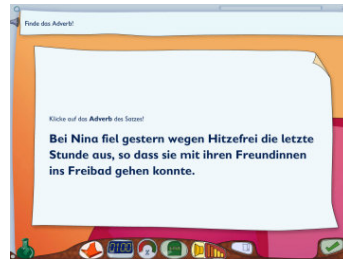 Finde das Adverb!
Klicke auf das Adverb des Satzes!
Bei Nina fiel gestern wegen Hitzefrei die letzte
Stunde aus, so dass sie mit ihren Freundinnen
ins Freibad gehen konnte.